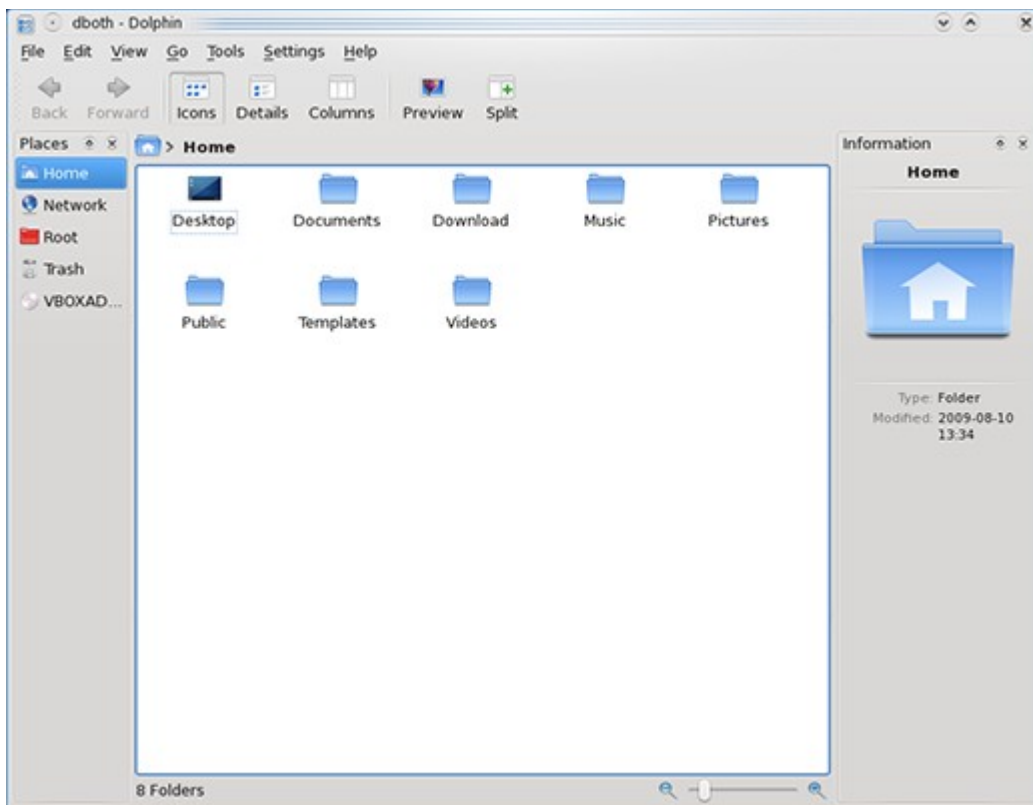 dboth - Dolphin
File Edit View Go Tools Settings Help
Back Forward Icons Details Columns Preview Split
Places
Home
Network
Root
Trash
VBOXAD...
> Home
Desktop Documents Download Music Pictures
Public Templates Videos
8 Folders
Information
Home
Type: Folder
Modified: 2009-08-10
13:34